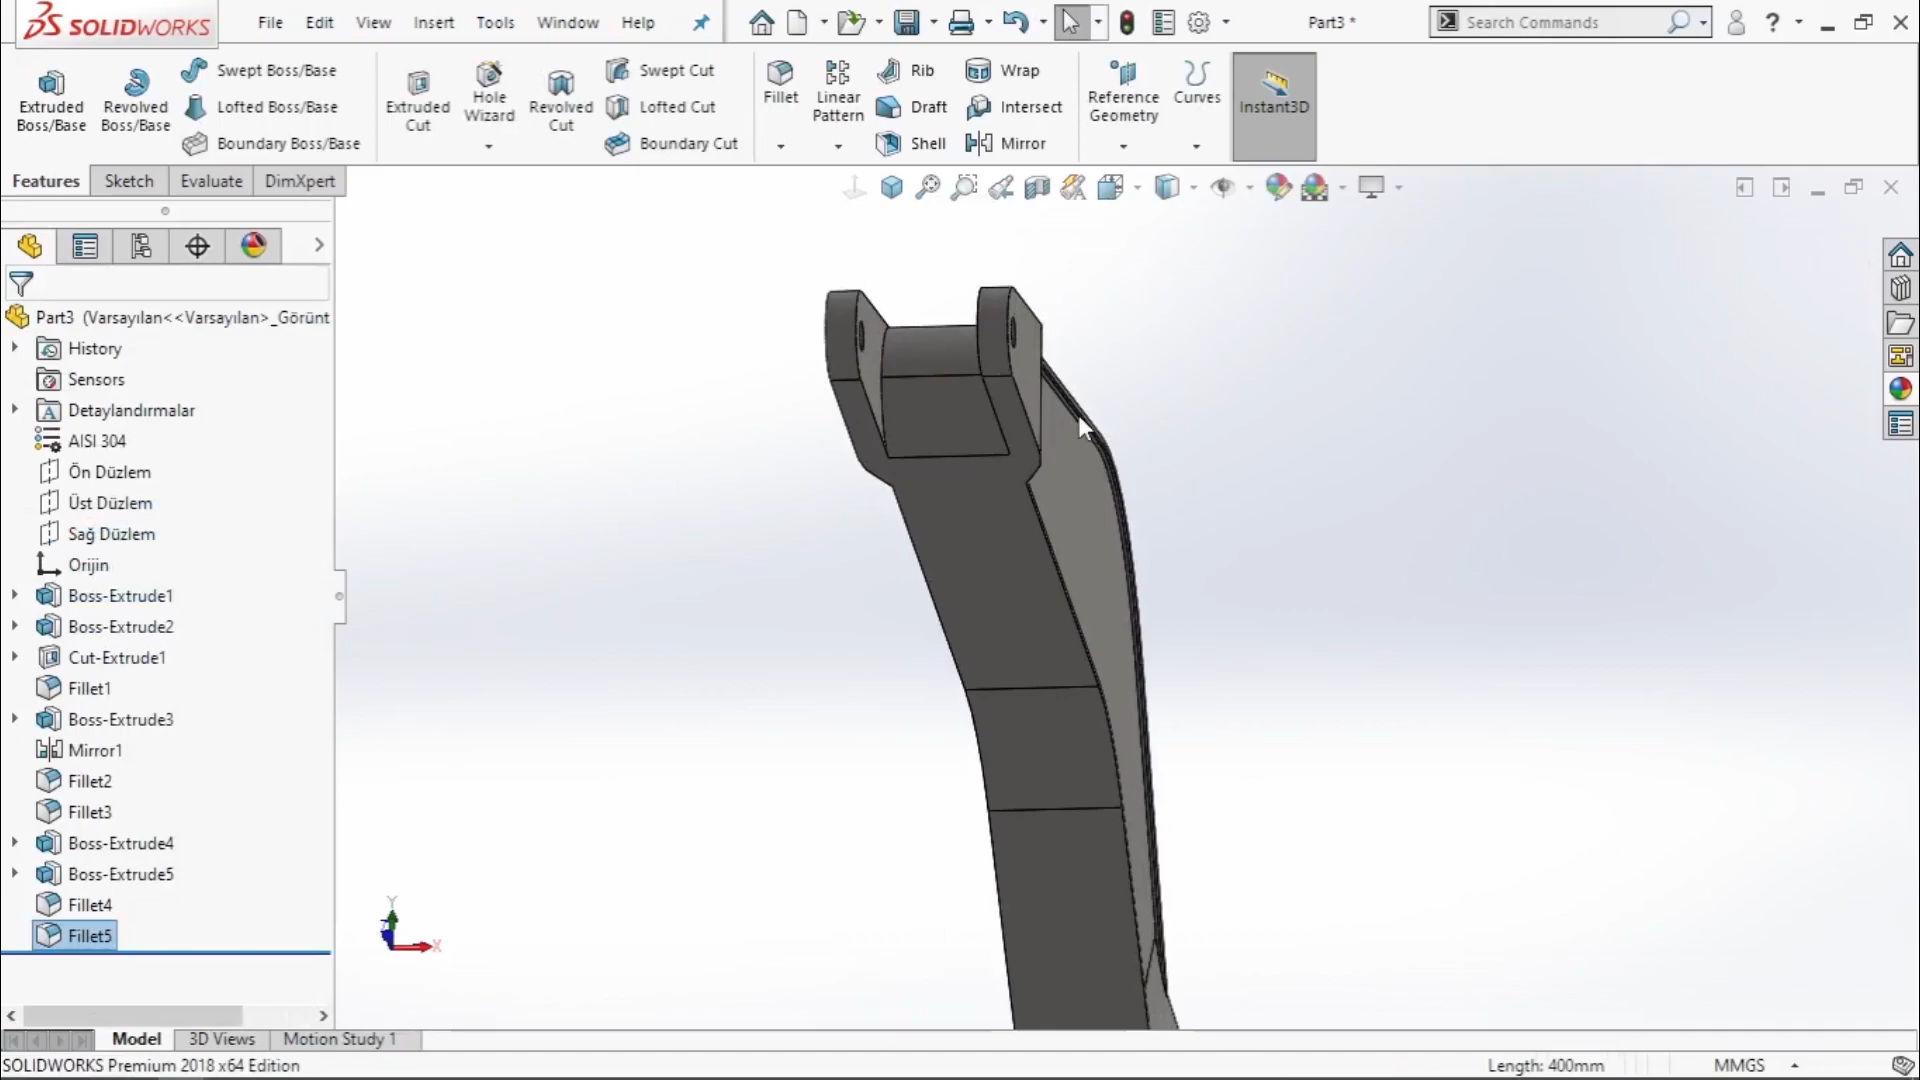 SOLIDWORKS File Edit View Insert Tools Window Help Part3 * Search Commands ?
Extruded Boss/Base
Revolved Boss/Base
Swept Boss/Base
Lofted Boss/Base
Boundary Boss/Base
Extruded Cut
Hole Wizard
Revolved Cut
Swept Cut
Lofted Cut
Boundary Cut
Fillet
Linear Pattern
Rib
Draft
Shell
Wrap
Intersect
Mirror
Reference Geometry
Curves
Instant3D
Features Sketch Evaluate DimXpert
Part3 (Varsayılan<<Varsayılan>_Görünt
History
Sensors
Detaylandırmalar
AISI 304
Ön Düzlem
Üst Düzlem
Sağ Düzlem
Orijin
Boss-Extrude1
Boss-Extrude2
Cut-Extrude1
Fillet1
Boss-Extrude3
Mirror1
Fillet2
Fillet3
Boss-Extrude4
Boss-Extrude5
Fillet4
Fillet5
Y
X
Model 3D Views Motion Study 1
SOLIDWORKS Premium 2018 x64 Edition Length: 400mm MMGS